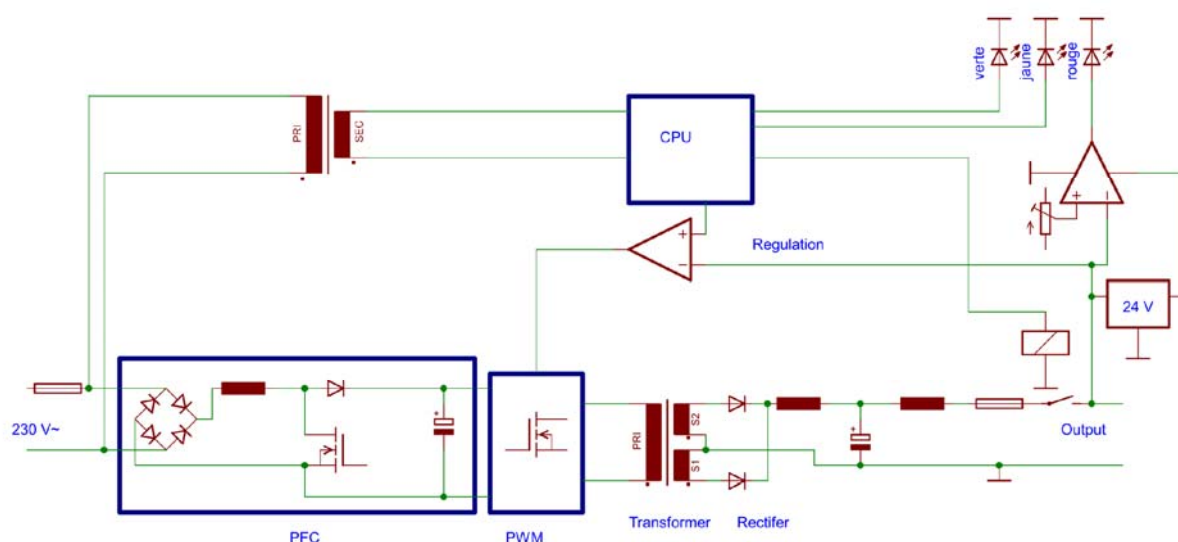 verte
jaune
rouge
PRI
SEC
CPU
+
−
Regulation
+
−
24 V
230 V~
+
PRI
S2
S1
+
Output
PFC
PWM
Transformer
Rectifer